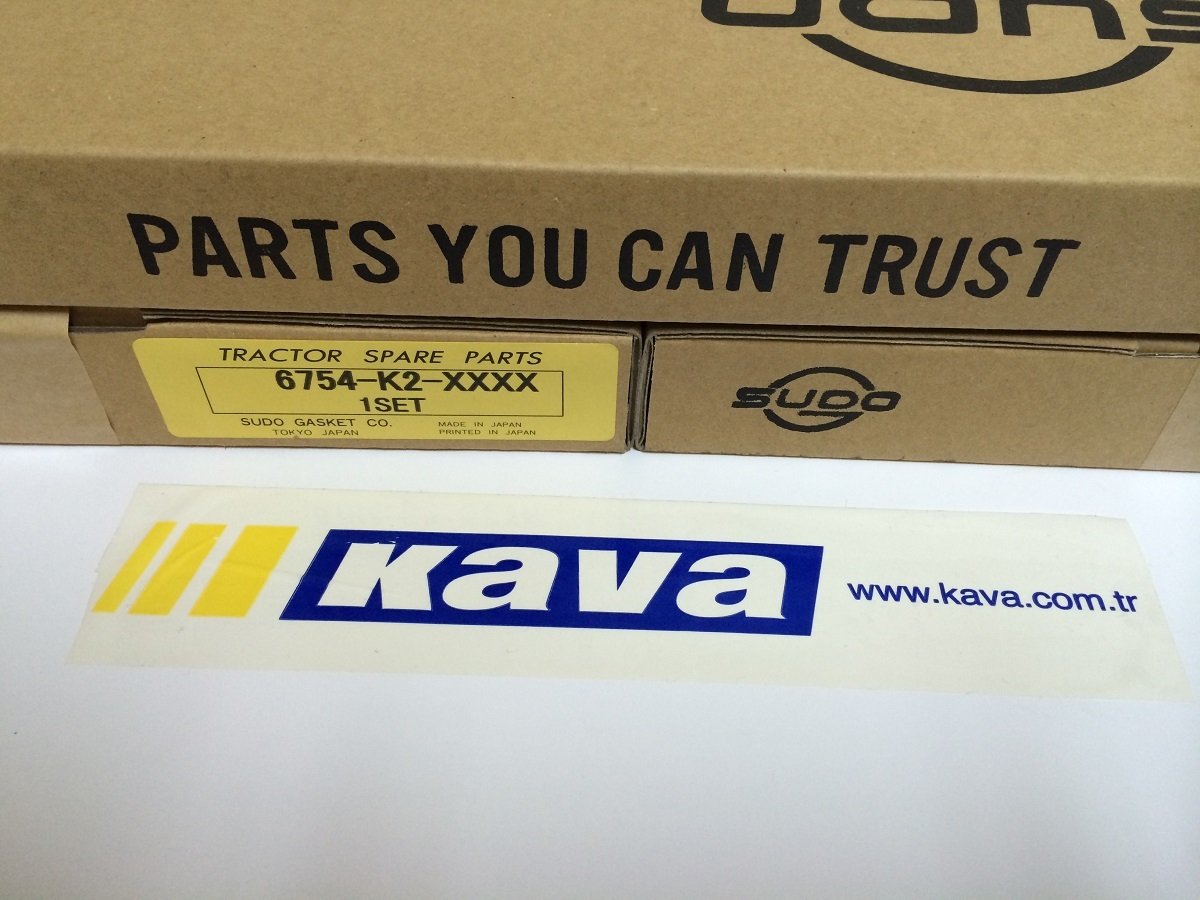 SUDO
PARTS YOU CAN TRUST
TRACTOR SPARE PARTS
6754-K2-XXXX
1SET
SUDO GASKET CO.
TOKYO JAPAN
MADE IN JAPAN
PRINTED IN JAPAN
SUDO
kava
www.kava.com.tr